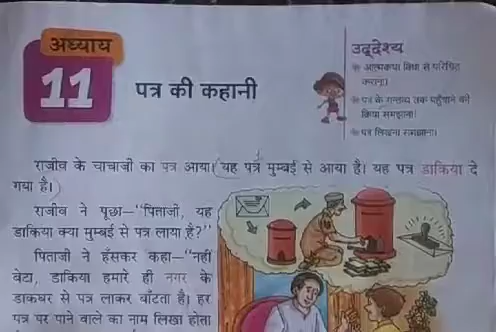 अध्याय
11
पत्र की कहानी
उद्देश्य
आत्मकथा विधा से परिचित
कराना।
पत्र के गन्तव्य तक पहुँचाने की
क्रिया समझाना।
पत्र लिखना समझाना।
राजीव के चाचाजी का पत्र आया। यह पत्र मुम्बई से आया है। यह पत्र डाकिया दे
गया है।
राजीव ने पूछा—"पिताजी, यह
डाकिया क्या मुम्बई से पत्र लाया है?"
पिताजी ने हँसकर कहा—"नहीं
बेटा, डाकिया हमारे ही नगर के
डाकघर से पत्र लाकर बाँटता है। हर
पत्र पर पाने वाले का नाम लिखा होता